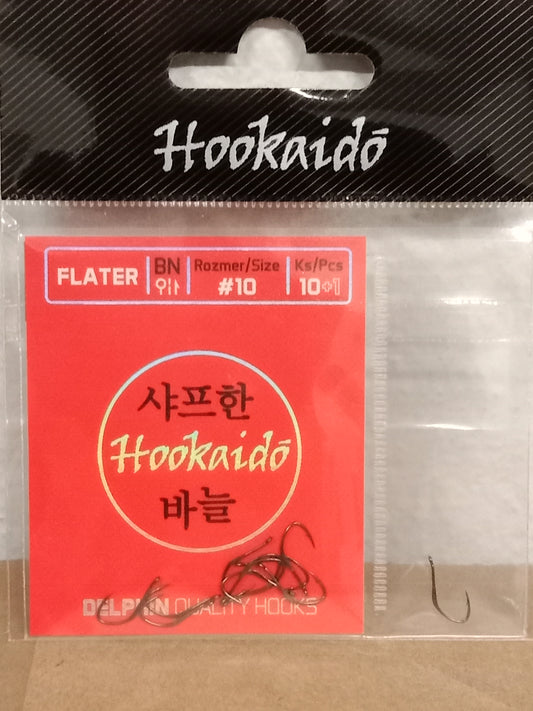 Hookaidō
FLATER
BN
Rozmer/Size
#10
Ks/Pcs
10+1
샤프한
Hookaidō
바늘
DELPHIN QUALITY HOOKS